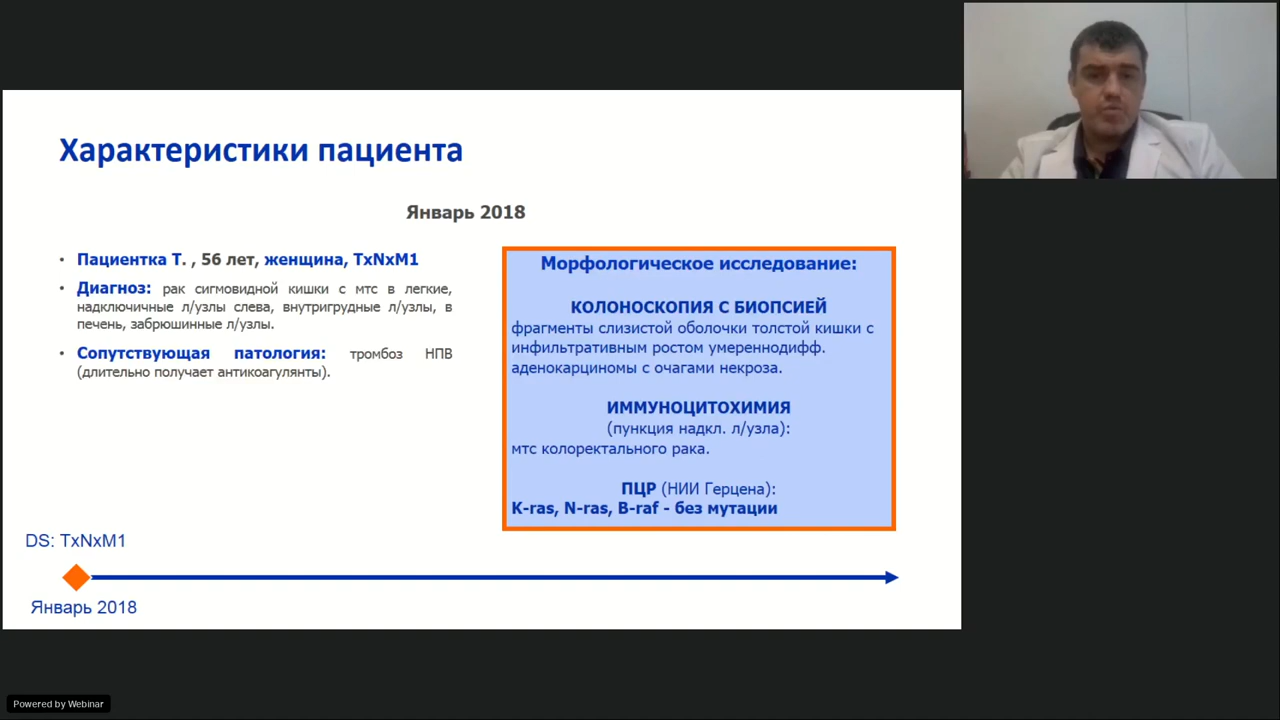 Характеристики пациента
Январь 2018
• Пациентка Т. , 56 лет, женщина, TxNxM1
• Диагноз: рак сигмовидной кишки с мтс в легкие,
надключичные л/узлы слева, внутригрудные л/узлы, в
печень, забрюшинные л/узлы.
• Сопутствующая патология: тромбоз НПВ
(длительно получает антикоагулянты).
Морфологическое исследование:
КОЛОНОСКОПИЯ С БИОПСИЕЙ
фрагменты слизистой оболочки толстой кишки с
инфильтративным ростом умереннодифф.
аденокарциномы с очагами некроза.
ИММУНОЦИТОХИМИЯ
(пункция надкл. л/узла):
мтс колоректального рака.
ПЦР (НИИ Герцена):
K-ras, N-ras, B-raf - без мутации
DS: TxNxM1
Январь 2018
Powered by Webinar